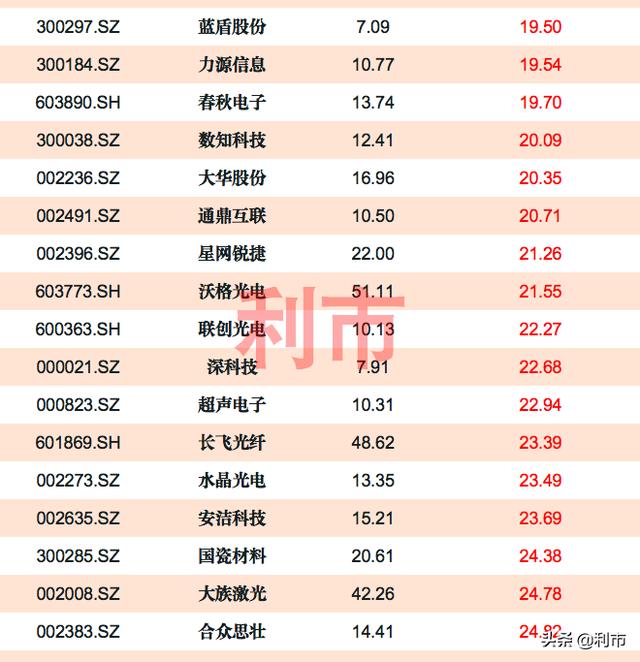 300297.SZ 蓝盾股份 7.09 19.50
300184.SZ 力源信息 10.77 19.54
603890.SH 春秋电子 13.74 19.70
300038.SZ 数知科技 12.41 20.09
002236.SZ 大华股份 16.96 20.35
002491.SZ 通鼎互联 10.50 20.71
002396.SZ 星网锐捷 22.00 21.26
603773.SH 沃格光电 51.11 21.55
利市
600363.SH 联创光电 10.13 22.27
000021.SZ 深科技 7.91 22.68
000823.SZ 超声电子 10.31 22.94
601869.SH 长飞光纤 48.62 23.39
002273.SZ 水晶光电 13.35 23.49
002635.SZ 安洁科技 15.21 23.69
300285.SZ 国瓷材料 20.61 24.38
002008.SZ 大族激光 42.26 24.78
002383.SZ 合众思壮 14.41 24.92
头条 @利市